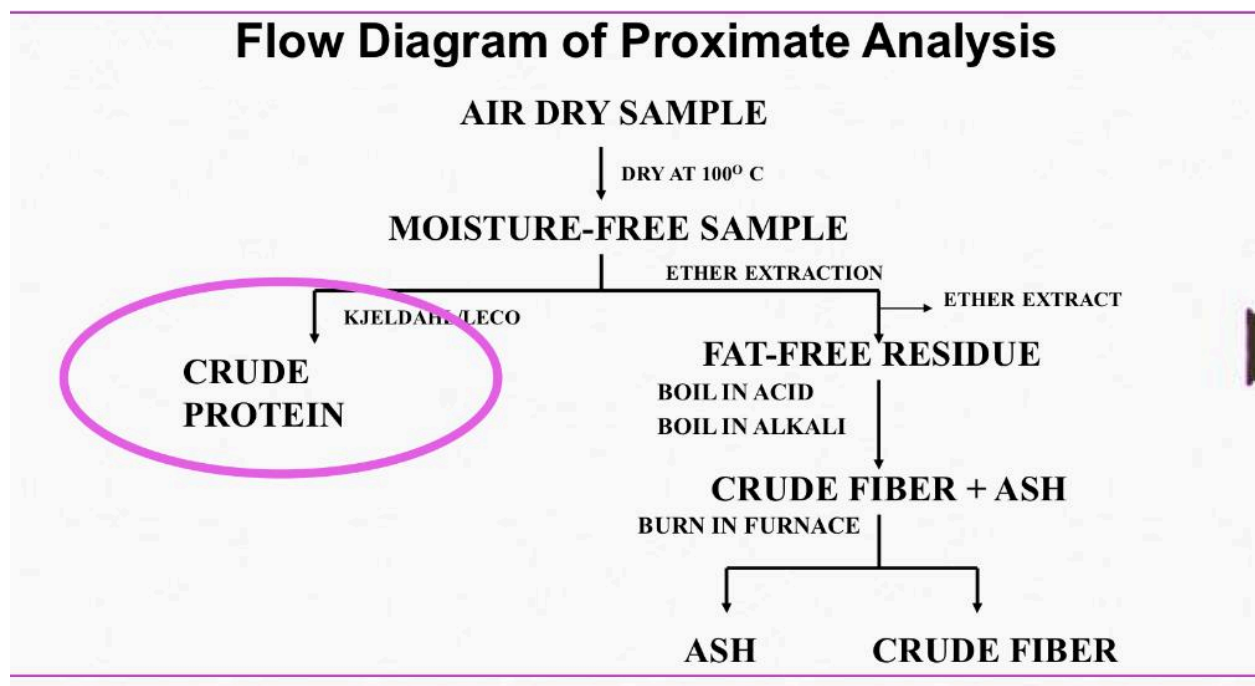 Flow Diagram of Proximate Analysis
AIR DRY SAMPLE
DRY AT 100⁰ C
MOISTURE-FREE SAMPLE
ETHER EXTRACTION
ETHER EXTRACT
KJELDAHL/LECO
FAT-FREE RESIDUE
CRUDE
PROTEIN
BOIL IN ACID
BOIL IN ALKALI
CRUDE FIBER + ASH
BURN IN FURNACE
ASH
CRUDE FIBER